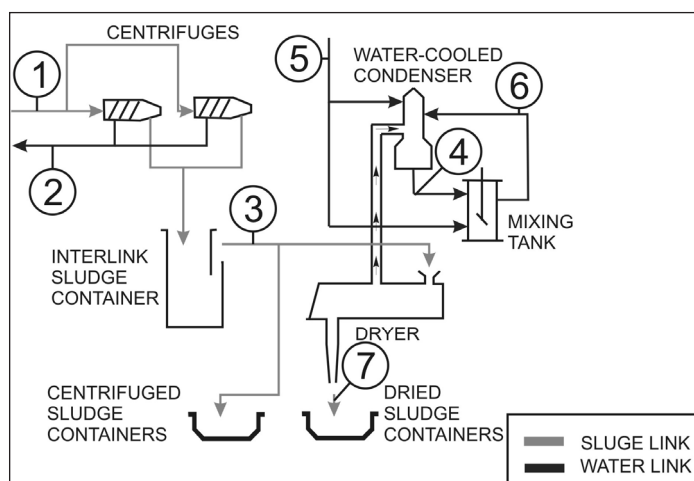 CENTRIFUGES
1
2
3
4
5
6
7
WATER-COOLED
CONDENSER
MIXING
TANK
INTERLINK
SLUDGE
CONTAINER
DRYER
CENTRIFUGED
SLUDGE
CONTAINERS
DRIED
SLUDGE
CONTAINERS
SLUGE LINK
WATER LINK